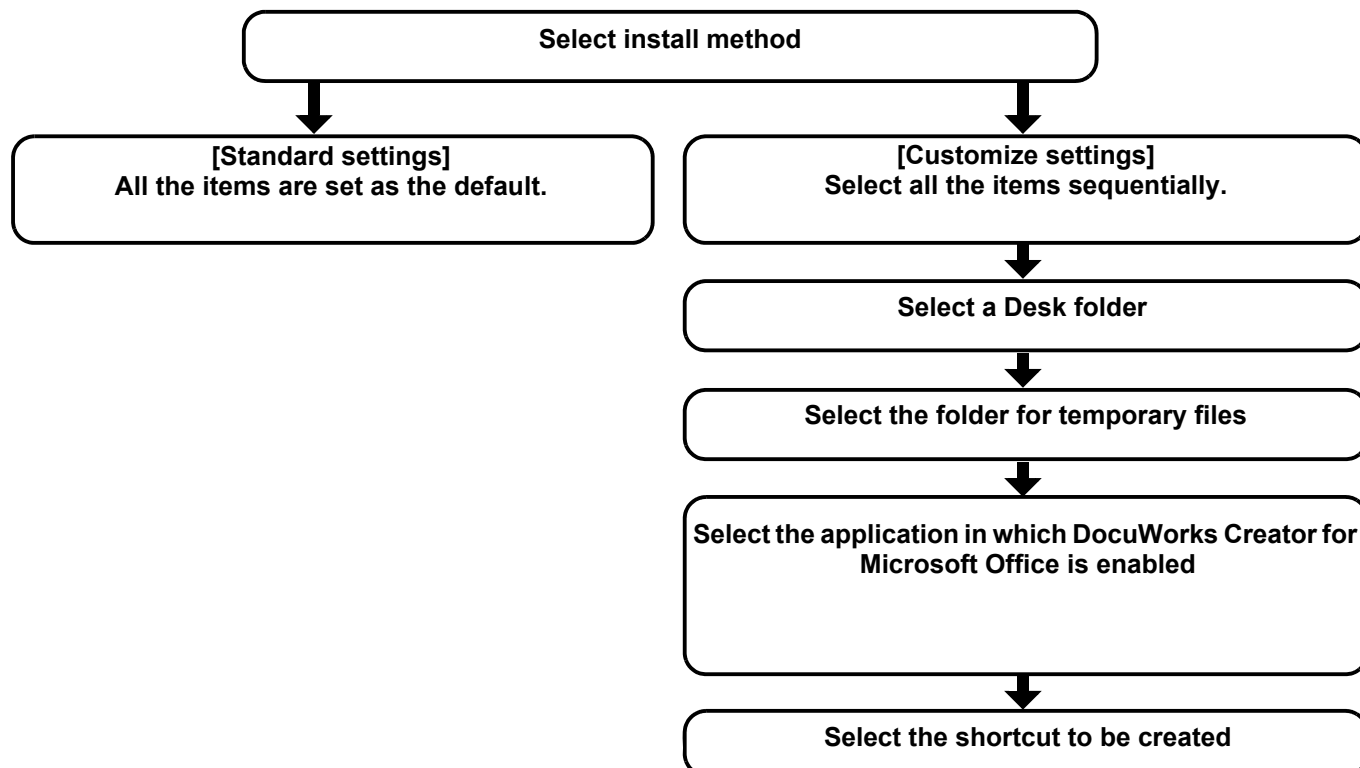 Select install method
[Standard settings]
All the items are set as the default.
[Customize settings]
Select all the items sequentially.
Select a Desk folder
Select the folder for temporary files
Select the application in which DocuWorks Creator for
Microsoft Office is enabled
Select the shortcut to be created